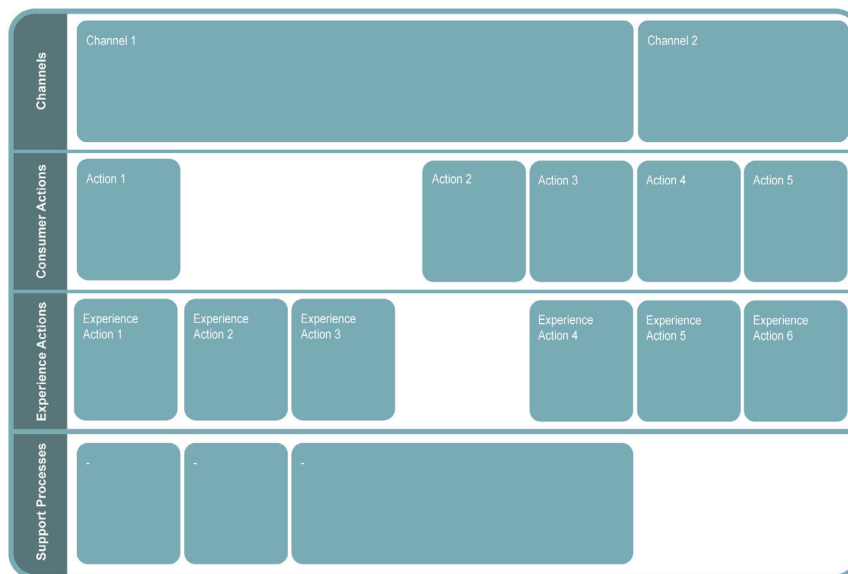 Channels
Channel 1
Channel 2
Consumer Actions
Action 1
Action 2
Action 3
Action 4
Action 5
Experience Actions
Experience
Action 1
Experience
Action 2
Experience
Action 3
Experience
Action 4
Experience
Action 5
Experience
Action 6
Support Processes
-
-
-